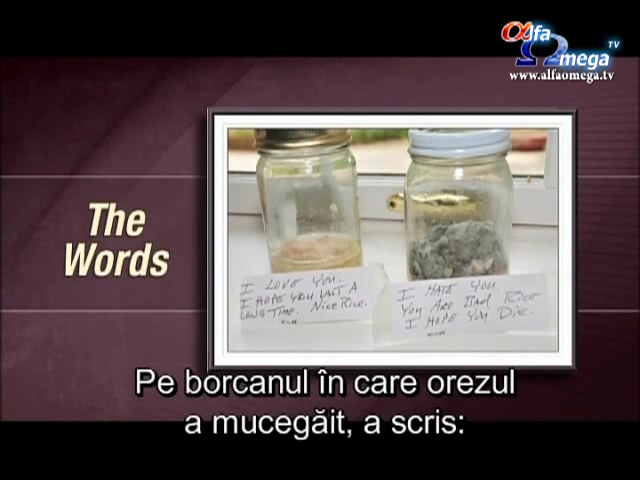 alfa
Omega TV
www.alfaomega.tv
The
Words
I LOVE YOU.
I HOPE YOU LAST A
LONG TIME. NICE RICE.
I HATE YOU.
YOU ARE BAD RICE
I HOPE YOU DIE.
Pe borcanul în care orezul
a mucegăit, a scris: